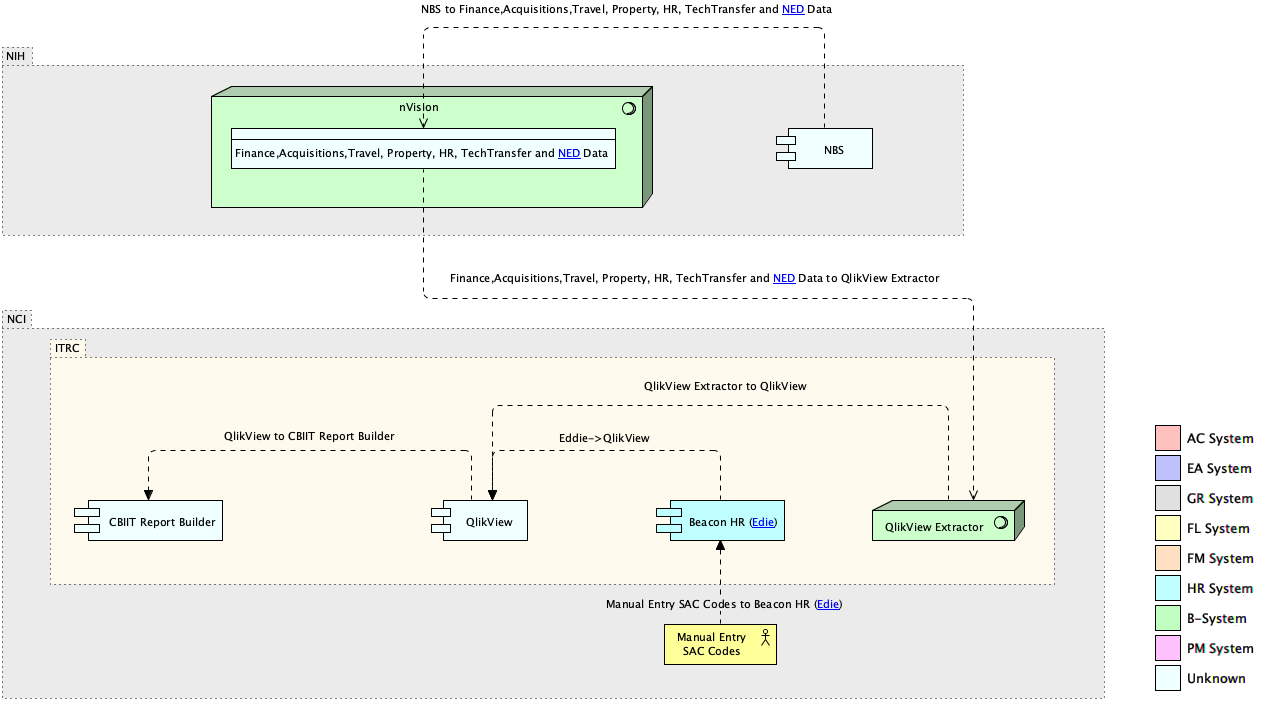 NBS to Finance,Acquisitions,Travel, Property, HR, TechTransfer and NED Data
NIH
nVision
Finance,Acquisitions,Travel, Property, HR, TechTransfer and NED Data
NBS
Finance,Acquisitions,Travel, Property, HR, TechTransfer and NED Data to QlikView Extractor
NCI
ITRC
QlikView Extractor to QlikView
QlikView to CBIIT Report Builder
Eddie->QlikView
CBIIT Report Builder
QlikView
Beacon HR (Edie)
QlikView Extractor
Manual Entry SAC Codes to Beacon HR (Edie)
Manual Entry
SAC Codes
AC System
EA System
GR System
FL System
FM System
HR System
B-System
PM System
Unknown